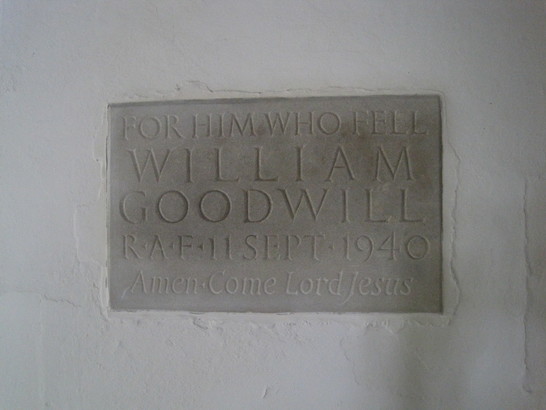 FOR HIM WHO FELL
WILLIAM
GOODWILL
R·A·F·11·SEPT·1940
Amen·Come Lord Jesus